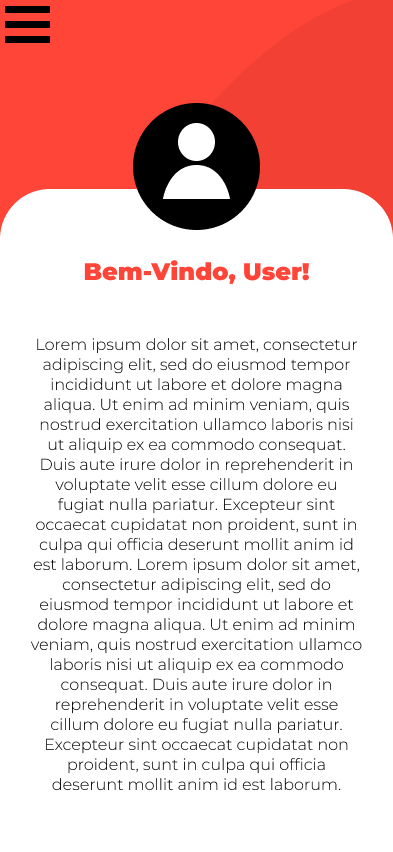 Bem-Vindo, User!
Lorem ipsum dolor sit amet, consectetur
adipiscing elit, sed do eiusmod tempor
incididunt ut labore et dolore magna
aliqua. Ut enim ad minim veniam, quis
nostrud exercitation ullamco laboris nisi
ut aliquip ex ea commodo consequat.
Duis aute irure dolor in reprehenderit in
voluptate velit esse cillum dolore eu
fugiat nulla pariatur. Excepteur sint
occaecat cupidatat non proident, sunt in
culpa qui officia deserunt mollit anim id
est laborum. Lorem ipsum dolor sit amet,
consectetur adipiscing elit, sed do
eiusmod tempor incididunt ut labore et
dolore magna aliqua. Ut enim ad minim
veniam, quis nostrud exercitation ullamco
laboris nisi ut aliquip ex ea commodo
consequat. Duis aute irure dolor in
reprehenderit in voluptate velit esse
cillum dolore eu fugiat nulla pariatur.
Excepteur sint occaecat cupidatat non
proident, sunt in culpa qui officia
deserunt mollit anim id est laborum.